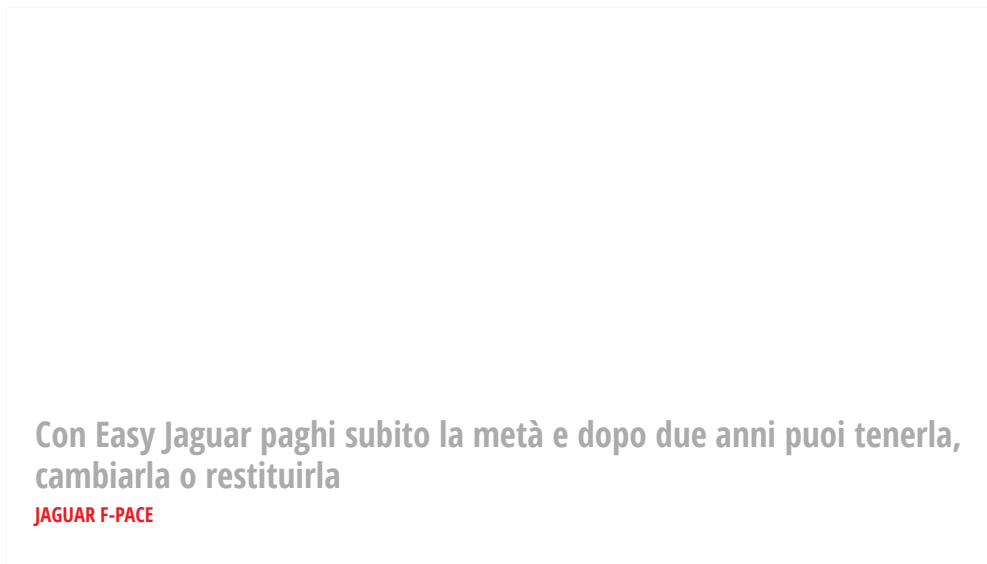 Con Easy Jaguar paghi subito la metà e dopo due anni puoi tenerla,
cambiarla o restituirla
JAGUAR F-PACE